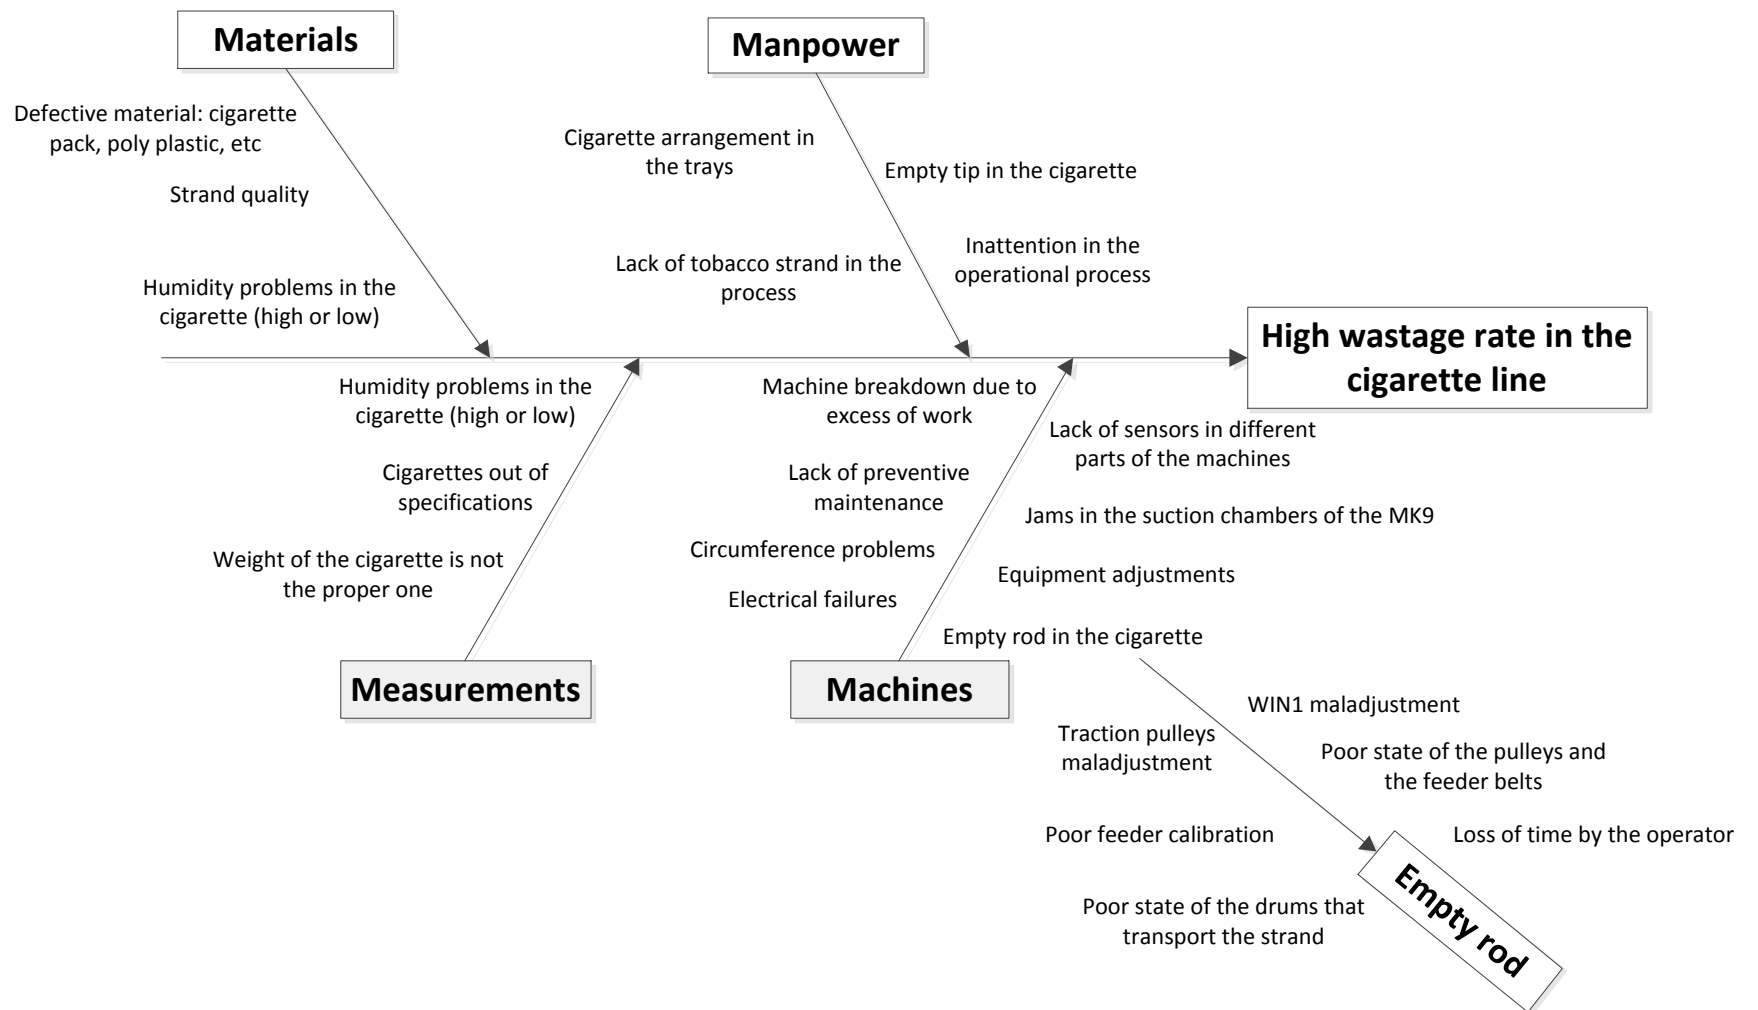 Materials
Manpower
Defective material: cigarette
pack, poly plastic, etc
Strand quality
Humidity problems in the
cigarette (high or low)
Cigarette arrangement in
the trays
Empty tip in the cigarette
Lack of tobacco strand in the
process
Inattention in the
operational process
High wastage rate in the
cigarette line
Humidity problems in the
cigarette (high or low)
Cigarettes out of
specifications
Weight of the cigarette is not
the proper one
Measurements
Machine breakdown due to
excess of work
Lack of preventive
maintenance
Circumference problems
Electrical failures
Lack of sensors in different
parts of the machines
Jams in the suction chambers of the MK9
Equipment adjustments
Empty rod in the cigarette
Machines
WIN1 maladjustment
Traction pulleys
maladjustment
Poor state of the pulleys and
the feeder belts
Poor feeder calibration
Loss of time by the operator
Poor state of the drums that
transport the strand
Empty rod